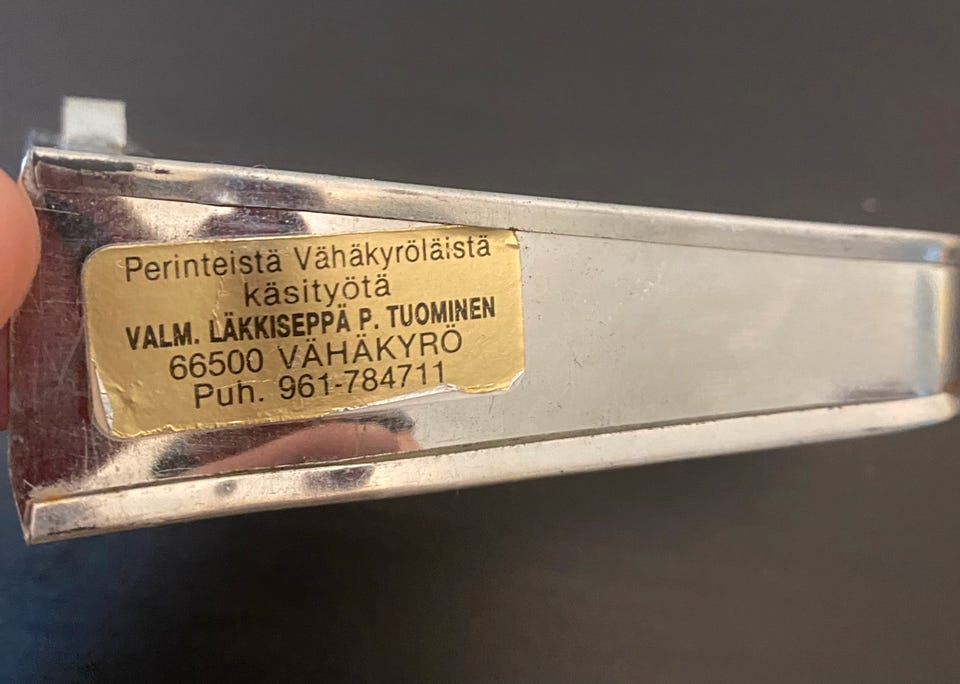 Perinteistä Vähäkyröläistä
käsityötä
VALM. LÄKKISEPPÄ P. TUOMINEN
66500 VÄHÄKYRÖ
Puh. 961-784711